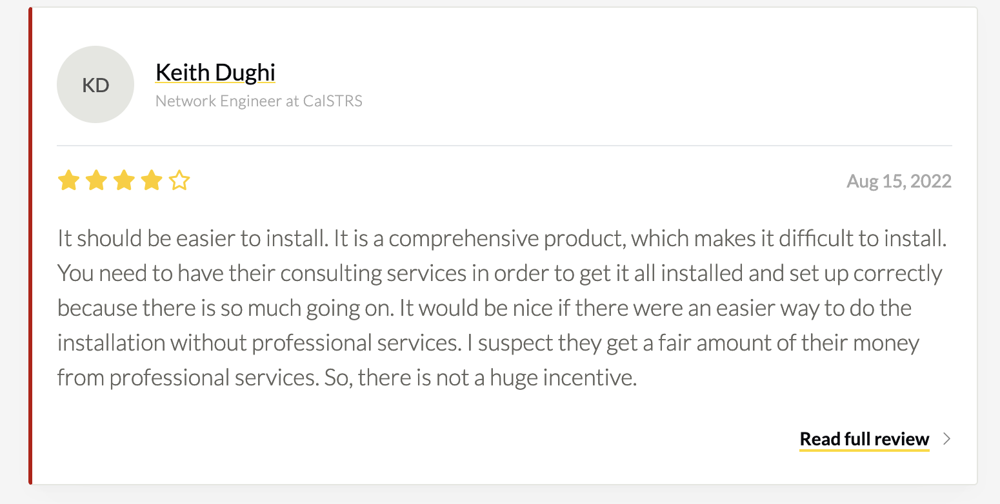 KD
Keith Dughi
Network Engineer at CalSTRS
Aug 15, 2022
It should be easier to install. It is a comprehensive product, which makes it difficult to install.
You need to have their consulting services in order to get it all installed and set up correctly
because there is so much going on. It would be nice if there were an easier way to do the
installation without professional services. I suspect they get a fair amount of their money
from professional services. So, there is not a huge incentive.
Read full review